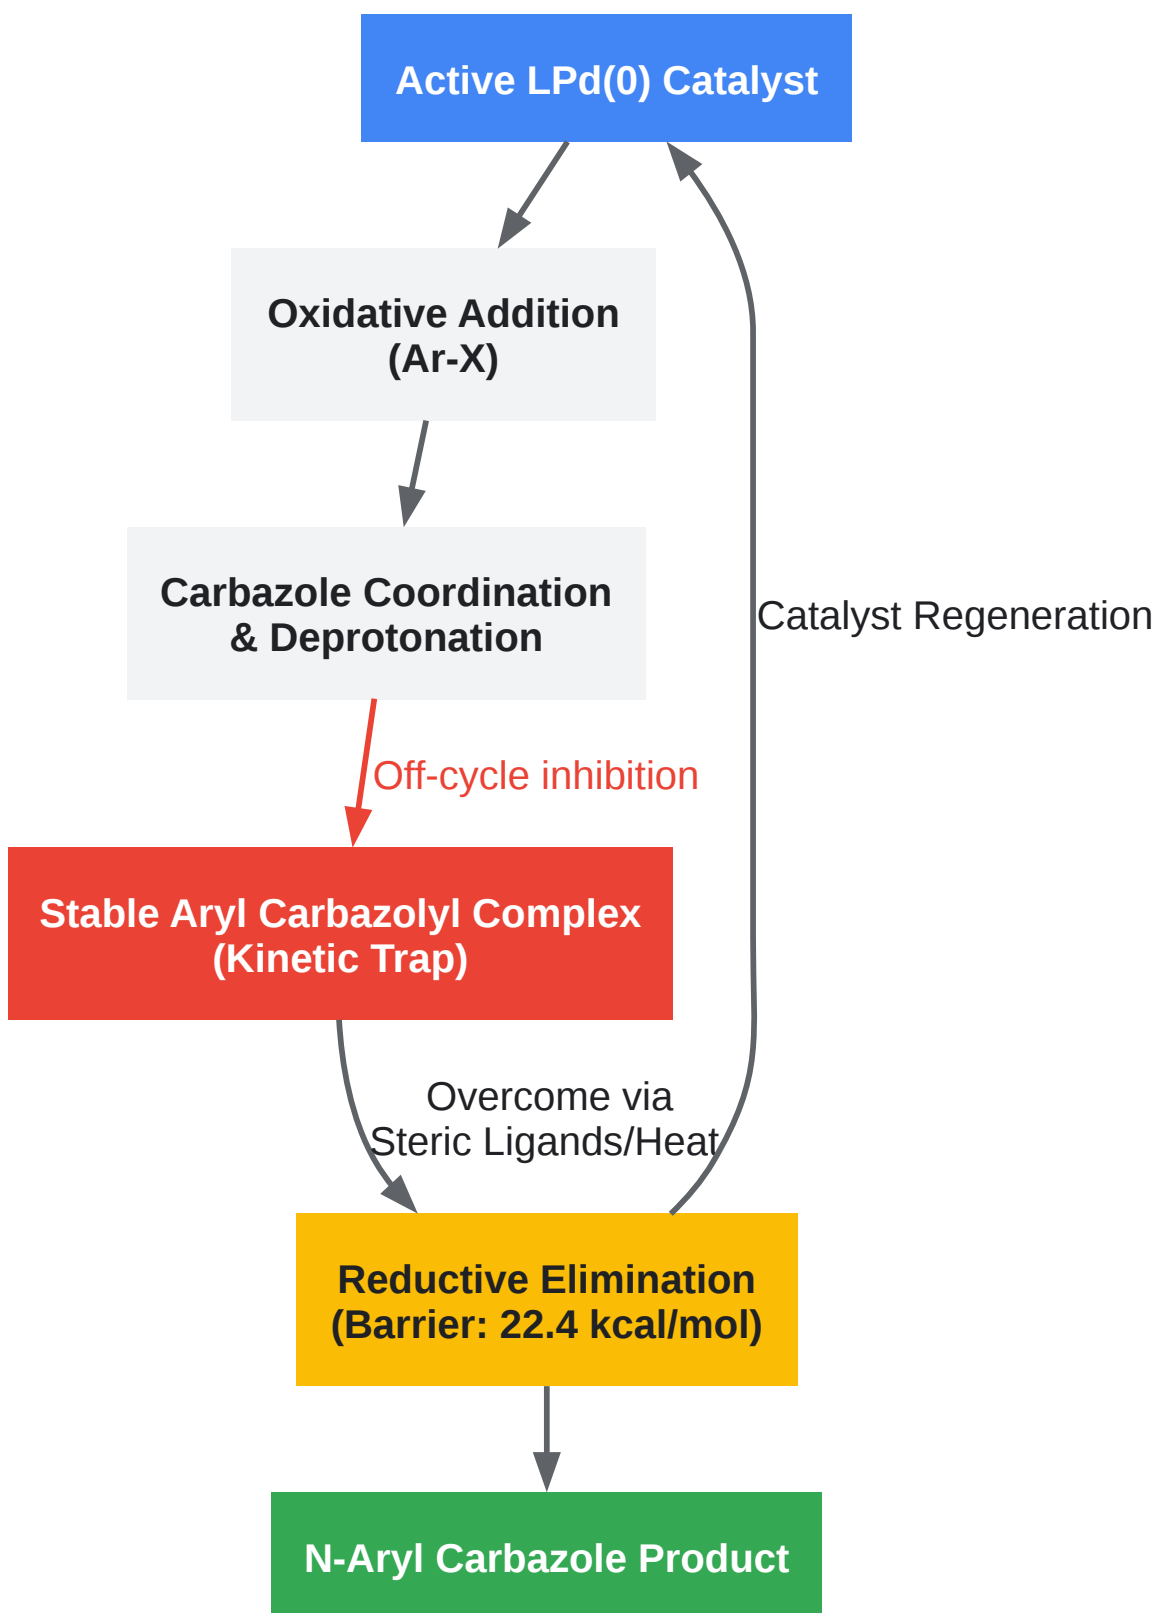 Active LPd(0) Catalyst
Oxidative Addition
(Ar-X)
Carbazole Coordination
& Deprotonation
Catalyst Regeneration
Off-cycle inhibition
Stable Aryl Carbazolyl Complex
(Kinetic Trap)
Overcome via
Steric Ligands/Heat
Reductive Elimination
(Barrier: 22.4 kcal/mol)
N-Aryl Carbazole Product